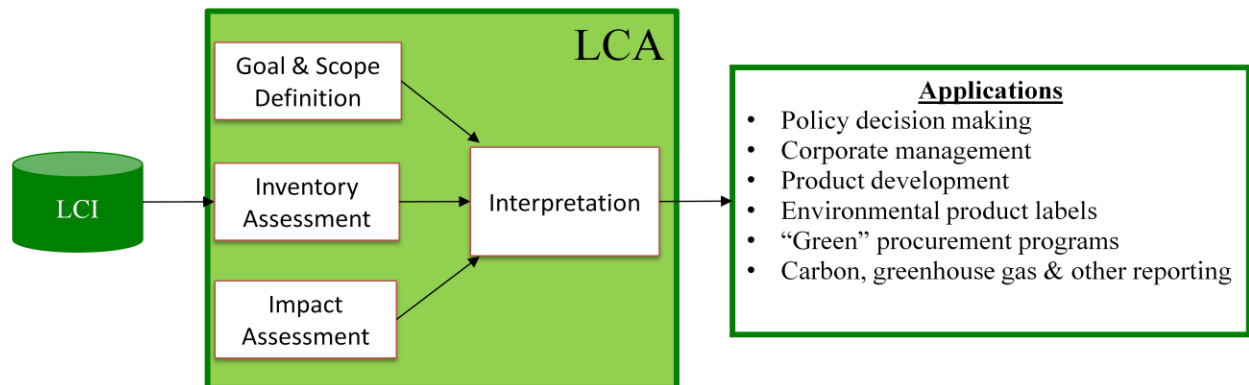 LCA
Goal & Scope
Definition
LCI
Inventory
Assessment
Interpretation
Impact
Assessment
Applications
• Policy decision making
• Corporate management
• Product development
• Environmental product labels
• “Green” procurement programs
• Carbon, greenhouse gas & other reporting